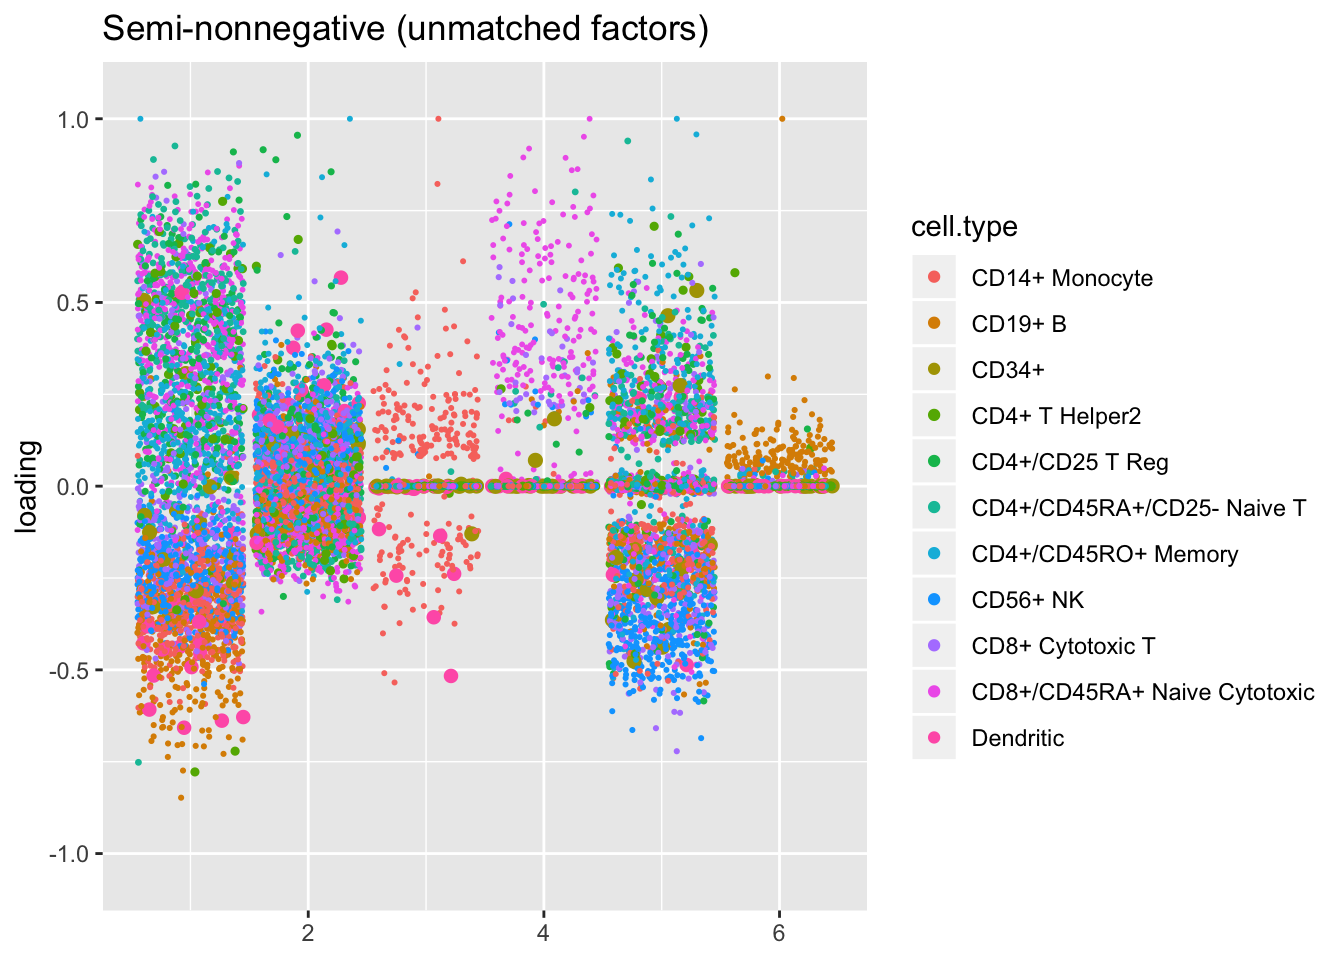 Semi-nonnegative (unmatched factors)
loading
1.0
0.5
0.0
-0.5
-1.0
2
4
6
cell.type
CD14+ Monocyte
CD19+ B
CD34+
CD4+ T Helper2
CD4+/CD25 T Reg
CD4+/CD45RA+/CD25- Naive T
CD4+/CD45RO+ Memory
CD56+ NK
CD8+ Cytotoxic T
CD8+/CD45RA+ Naive Cytotoxic
Dendritic